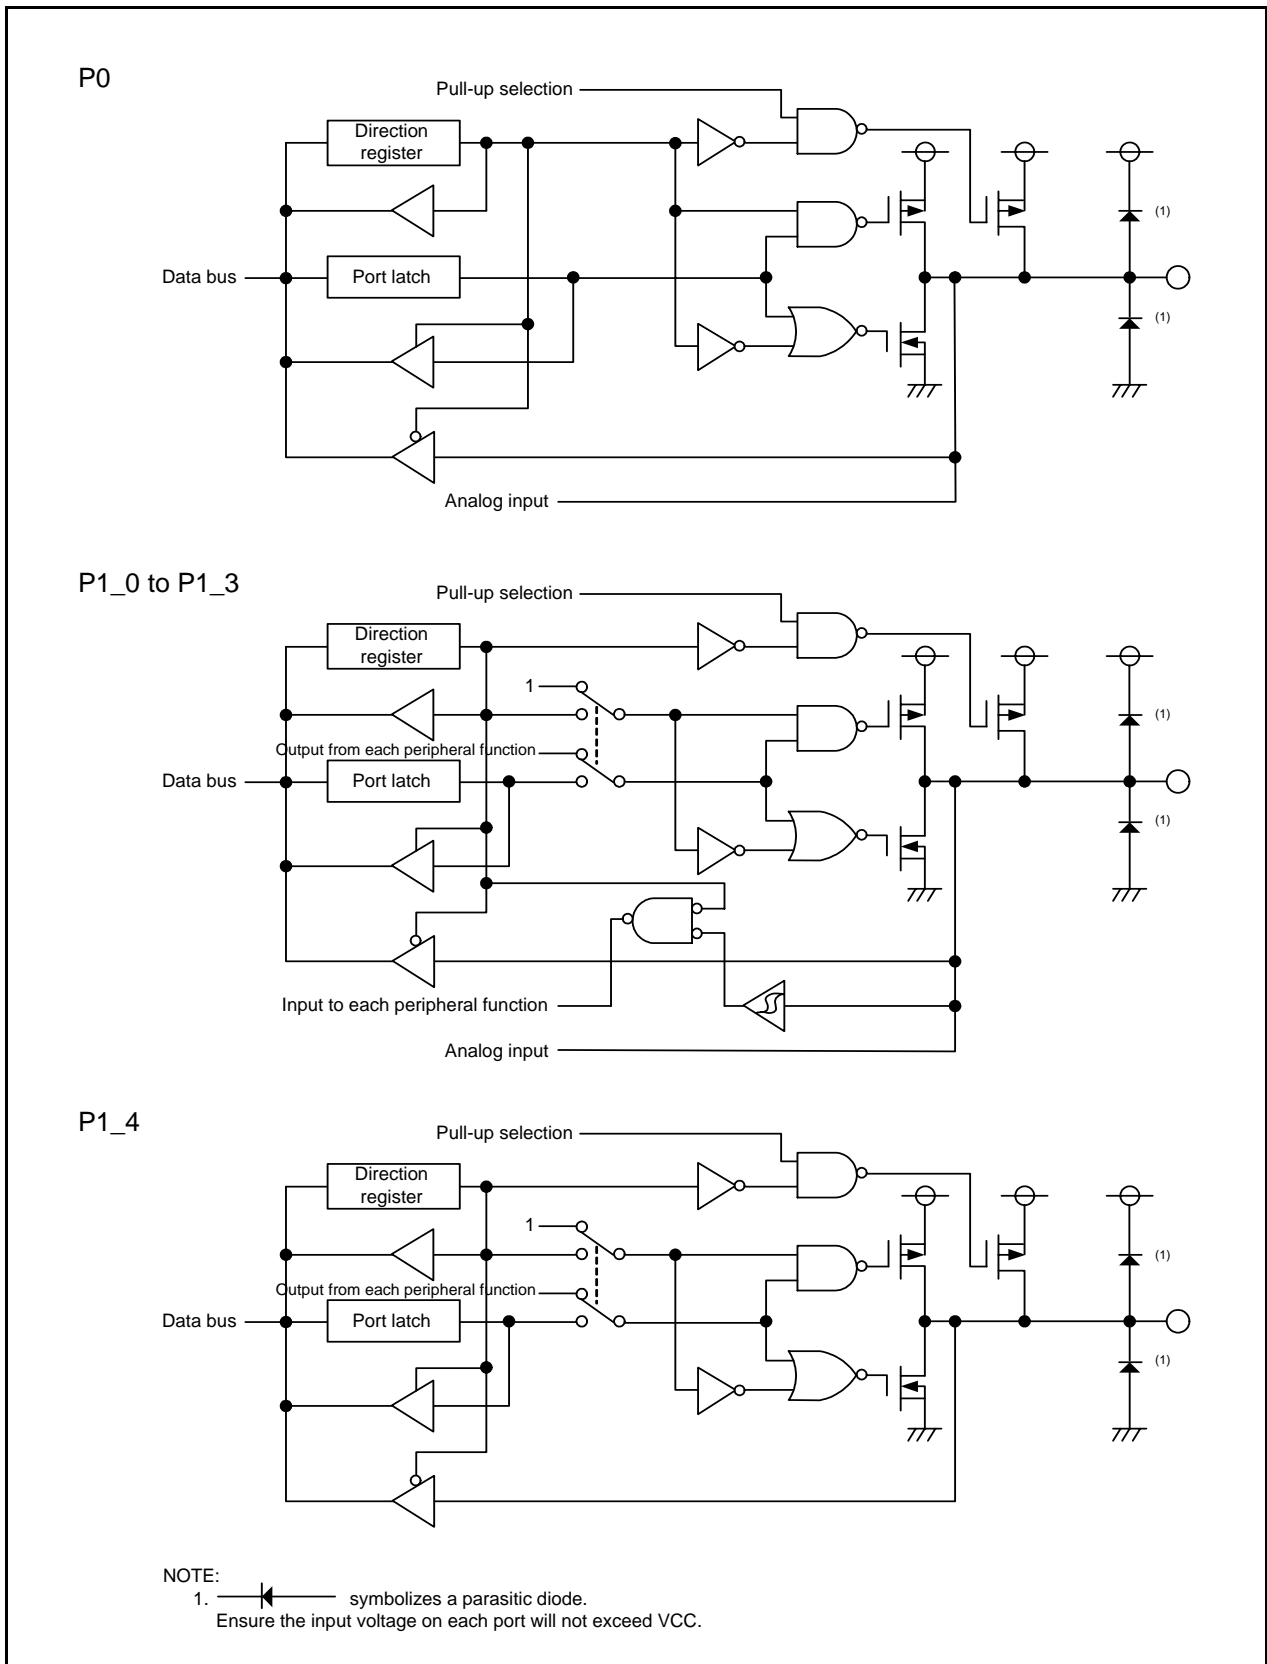 P0
Pull-up selection
Direction
register
(1)
Data bus
Port latch
(1)
Analog input
P1_0 to P1_3
Pull-up selection
Direction
register
1
(1)
Output from each peripheral function
Data bus
Port latch
(1)
Input to each peripheral function
Analog input
P1_4
Pull-up selection
Direction
register
1
(1)
Output from each peripheral function
Data bus
Port latch
(1)
NOTE:
1. symbolizes a parasitic diode.
Ensure the input voltage on each port will not exceed VCC.